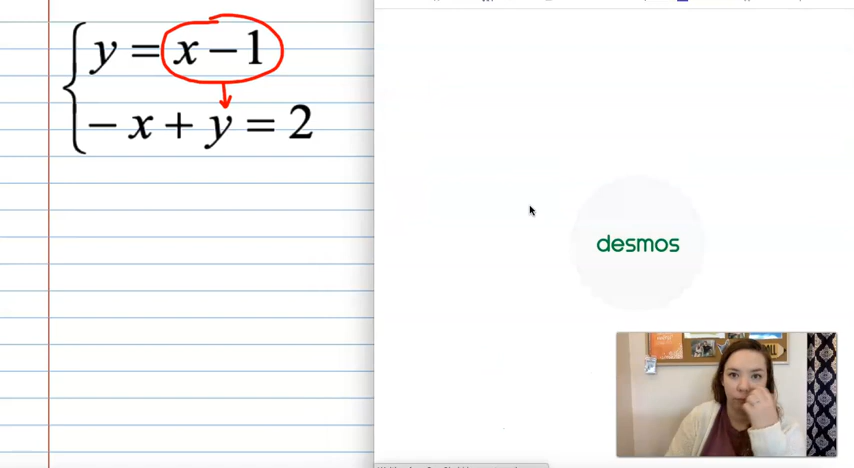 y = x − 1
− x + y = 2
desmos